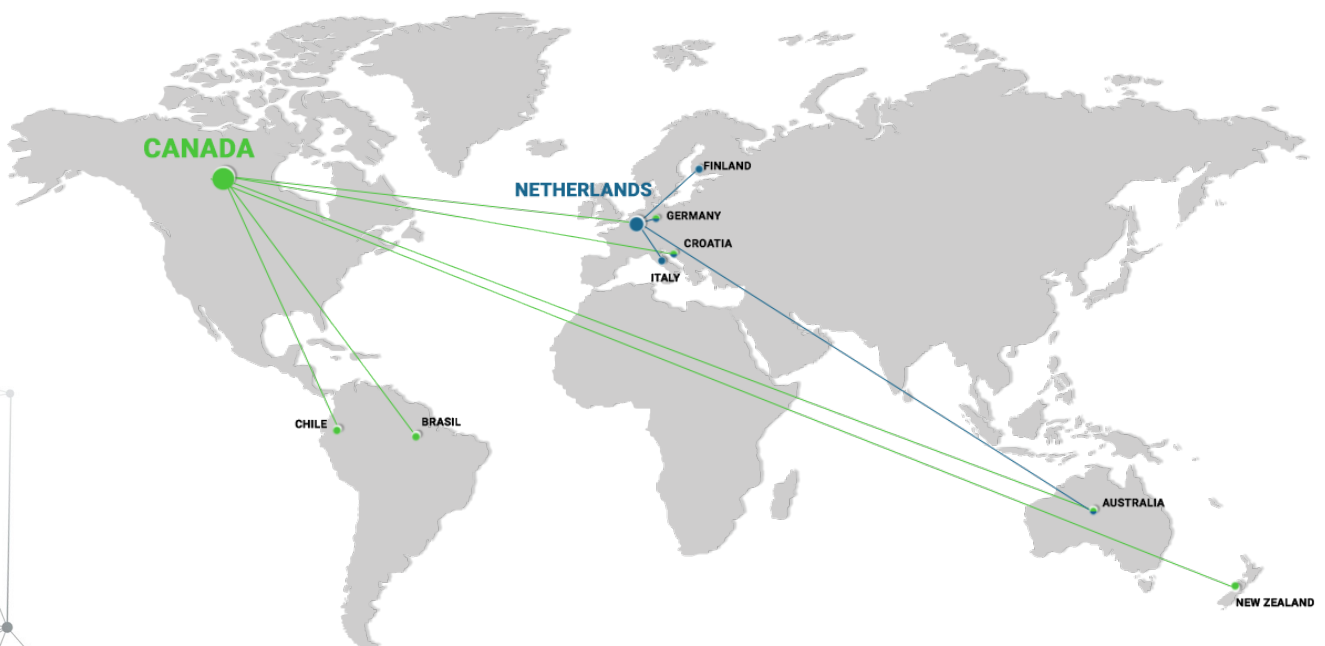 CANADA
FINLAND
NETHERLANDS
GERMANY
CROATIA
ITALY
CHILE
BRASIL
AUSTRALIA
NEW ZEALAND